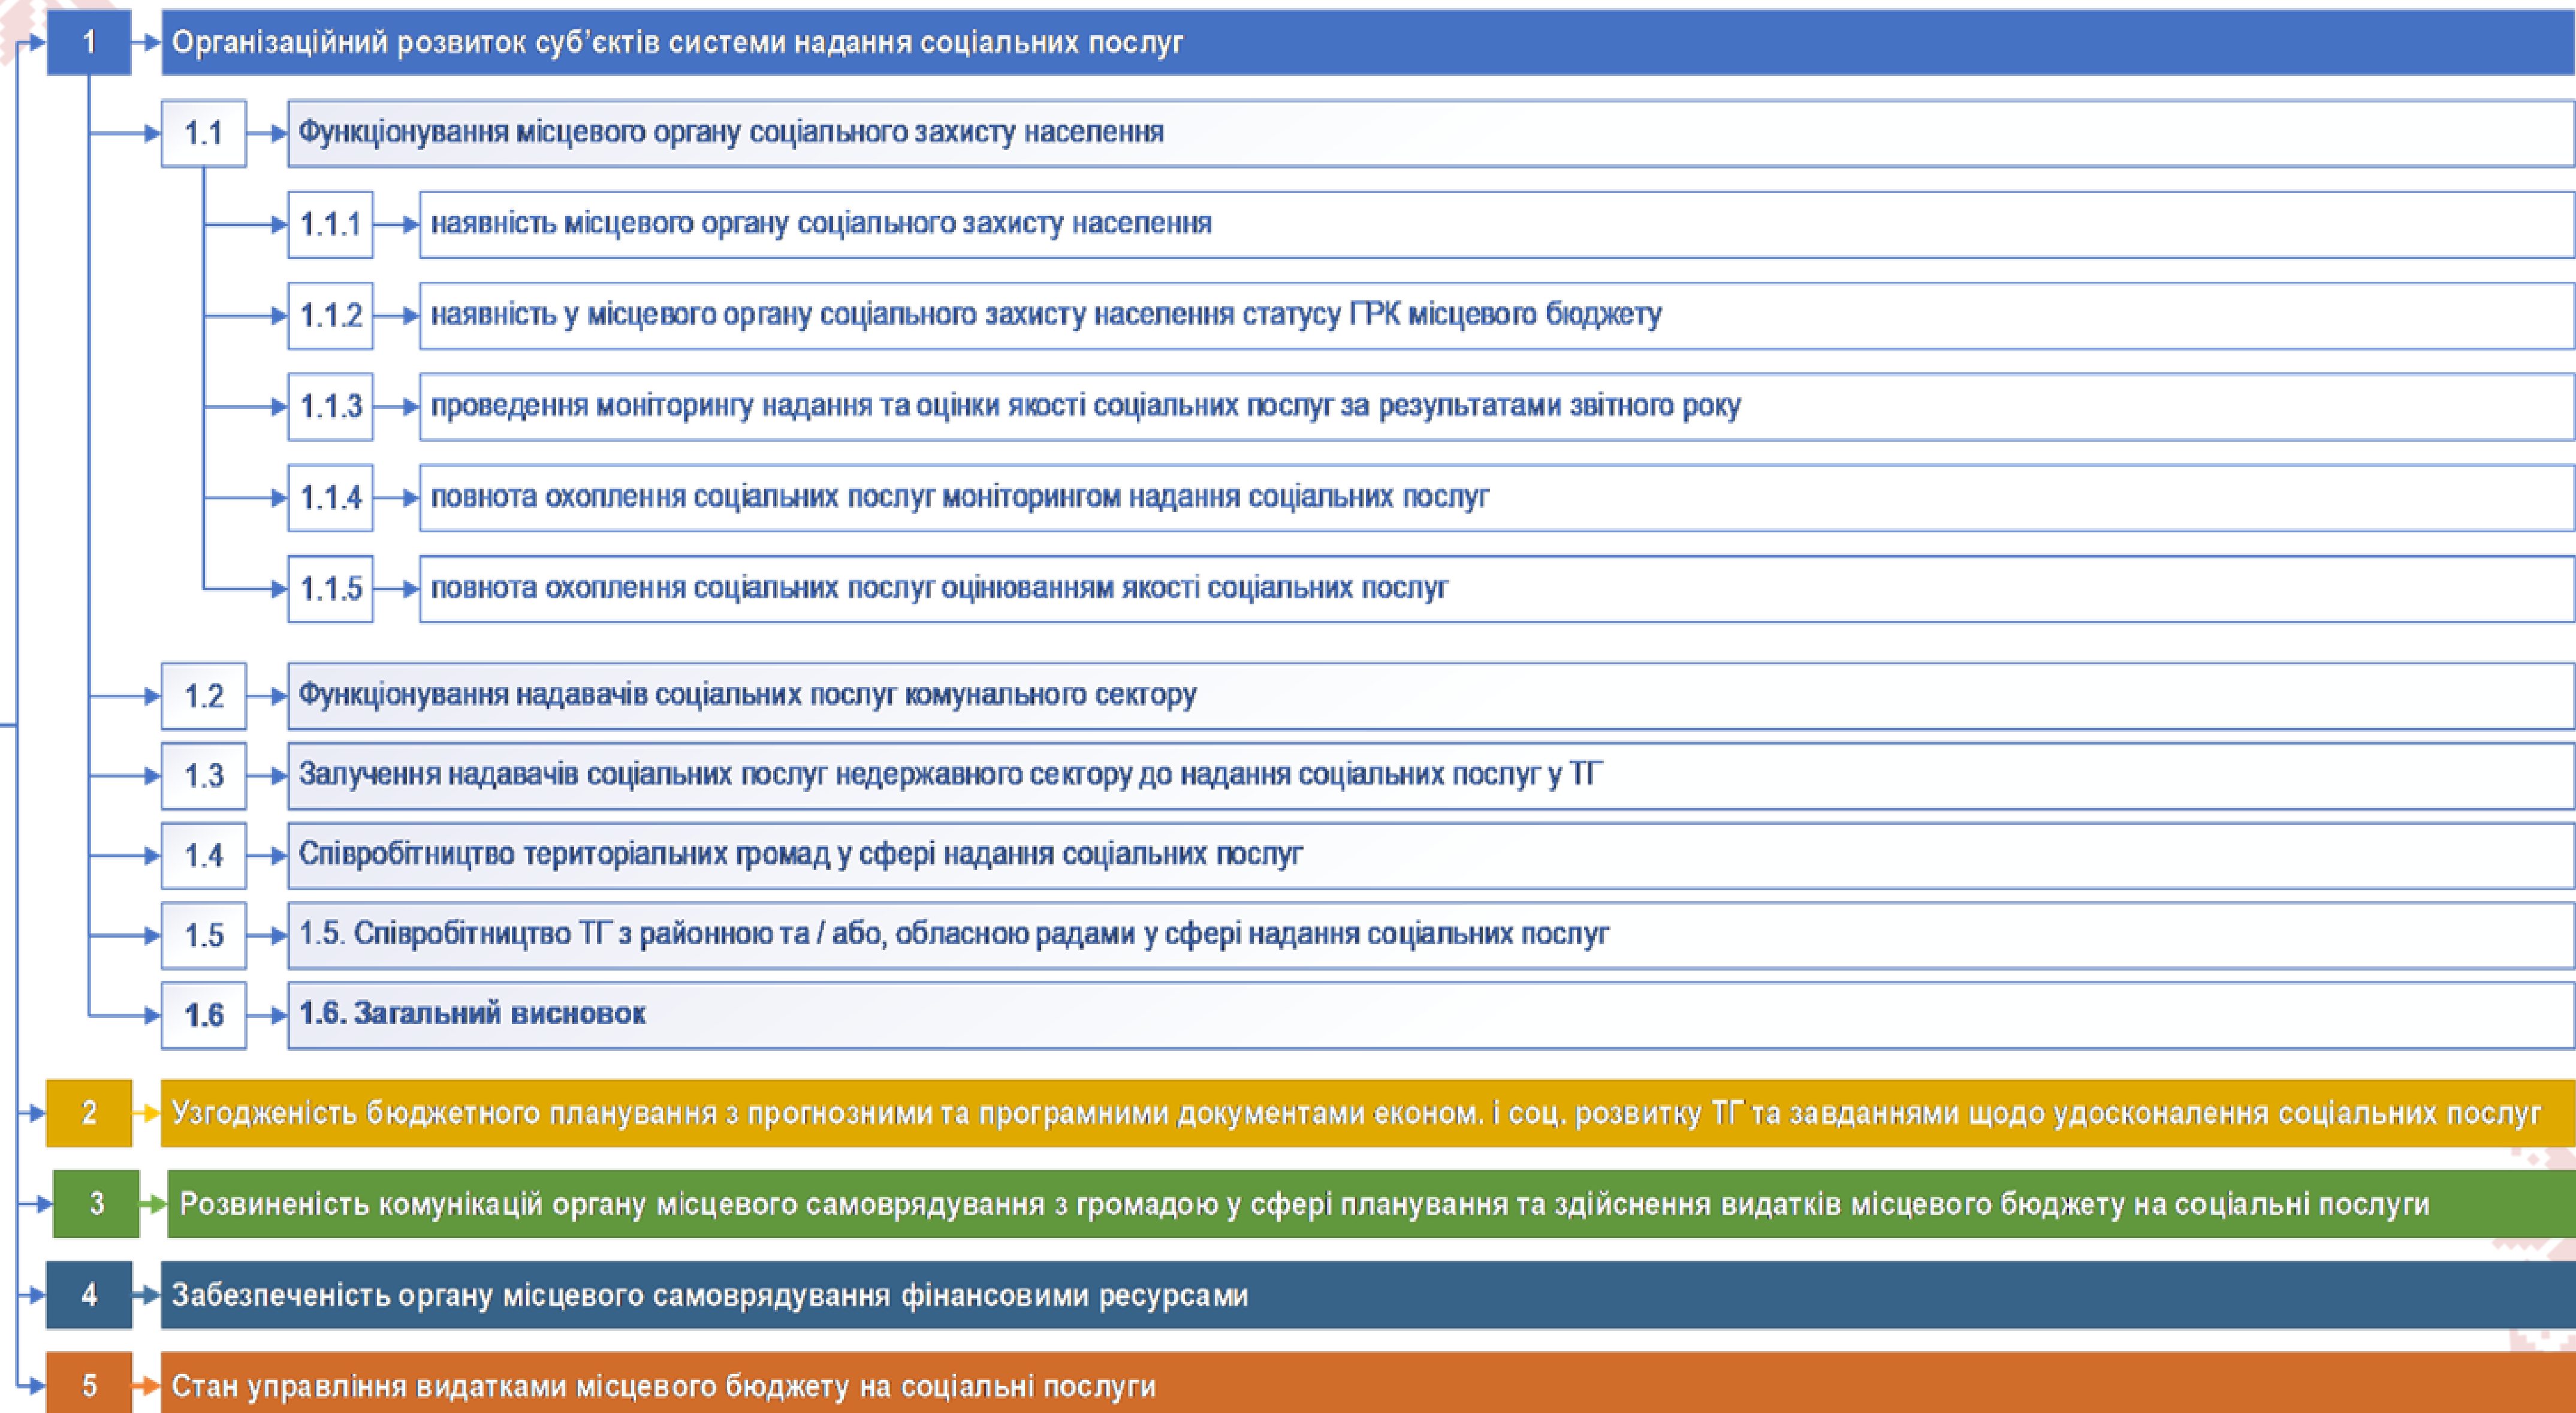 1 Організаційний розвиток суб’єктів системи надання соціальних послуг
1.1 Функціонування місцевого органу соціального захисту населення
1.1.1 наявність місцевого органу соціального захисту населення
1.1.2 наявність у місцевого органу соціального захисту населення статусу ГРК місцевого бюджету
1.1.3 проведення моніторингу надання та оцінки якості соціальних послуг за результатами звітного року
1.1.4 повнота охоплення соціальних послуг моніторингом надання соціальних послуг
1.1.5 повнота охоплення соціальних послуг оцінюванням якості соціальних послуг
1.2 Функціонування надавачів соціальних послуг комунального сектору
1.3 Залучення надавачів соціальних послуг недержавного сектору до надання соціальних послуг у ТГ
1.4 Співробітництво територіальних громад у сфері надання соціальних послуг
1.5 1.5. Співробітництво ТГ з районною та / або, обласною радами у сфері надання соціальних послуг
1.6 1.6. Загальний висновок
2 Узгодженість бюджетного планування з прогнозними та програмними документами економ. і соц. розвитку ТГ та завданнями щодо удосконалення соціальних послуг
3 Розвиненість комунікацій органу місцевого самоврядування з громадою у сфері планування та здійснення видатків місцевого бюджету на соціальні послуги
4 Забезпеченість органу місцевого самоврядування фінансовими ресурсами
5 Стан управління видатками місцевого бюджету на соціальні послуги